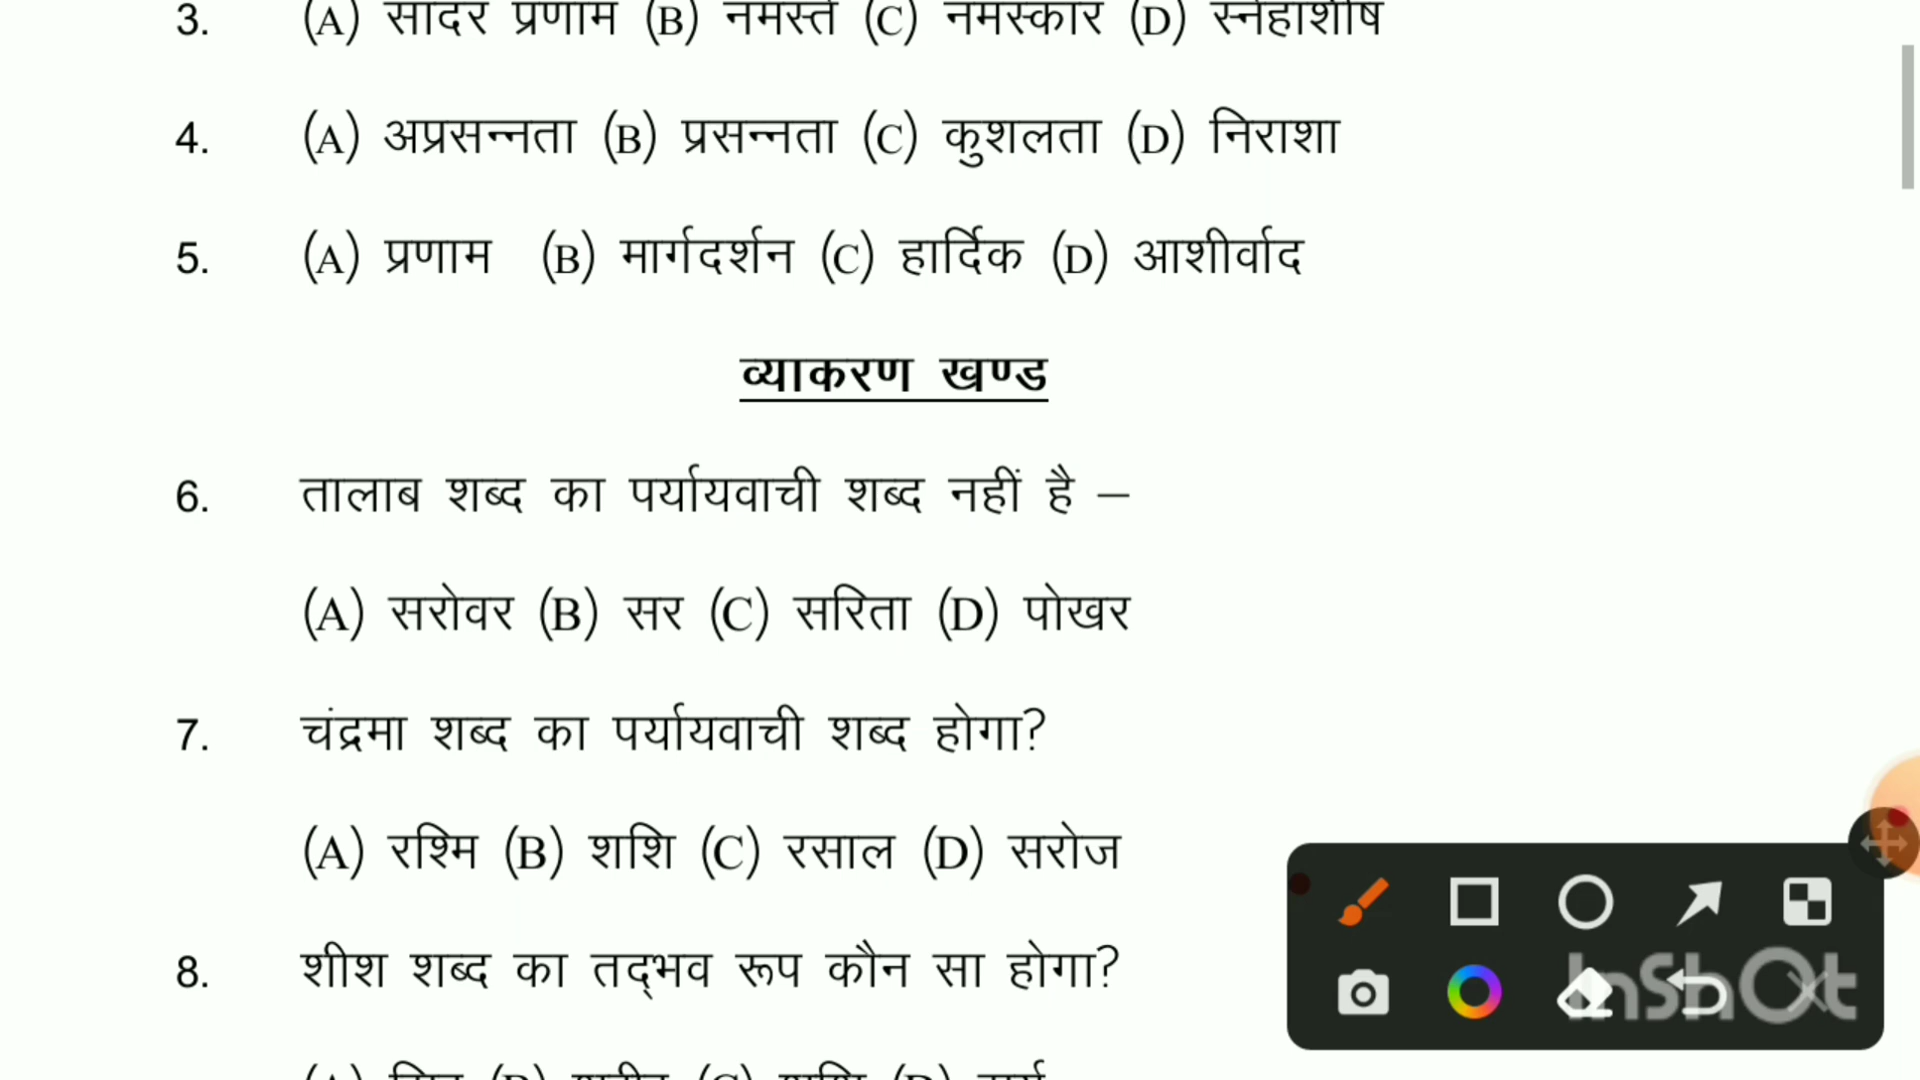 3. (A) सादर प्रणाम (B) नमस्ते (C) नमस्कार (D) स्नेहाशीष
4. (A) अप्रसन्नता (B) प्रसन्नता (C) कुशलता (D) निराशा
5. (A) प्रणाम (B) मार्गदर्शन (C) हार्दिक (D) आशीर्वाद
व्याकरण खण्ड
6. तालाब शब्द का पर्यायवाची शब्द नहीं है –
(A) सरोवर (B) सर (C) सरिता (D) पोखर
7. चंद्रमा शब्द का पर्यायवाची शब्द होगा?
(A) रश्मि (B) शशि (C) रसाल (D) सरोज
8. शीश शब्द का तद्भव रूप कौन सा होगा?
InShOt